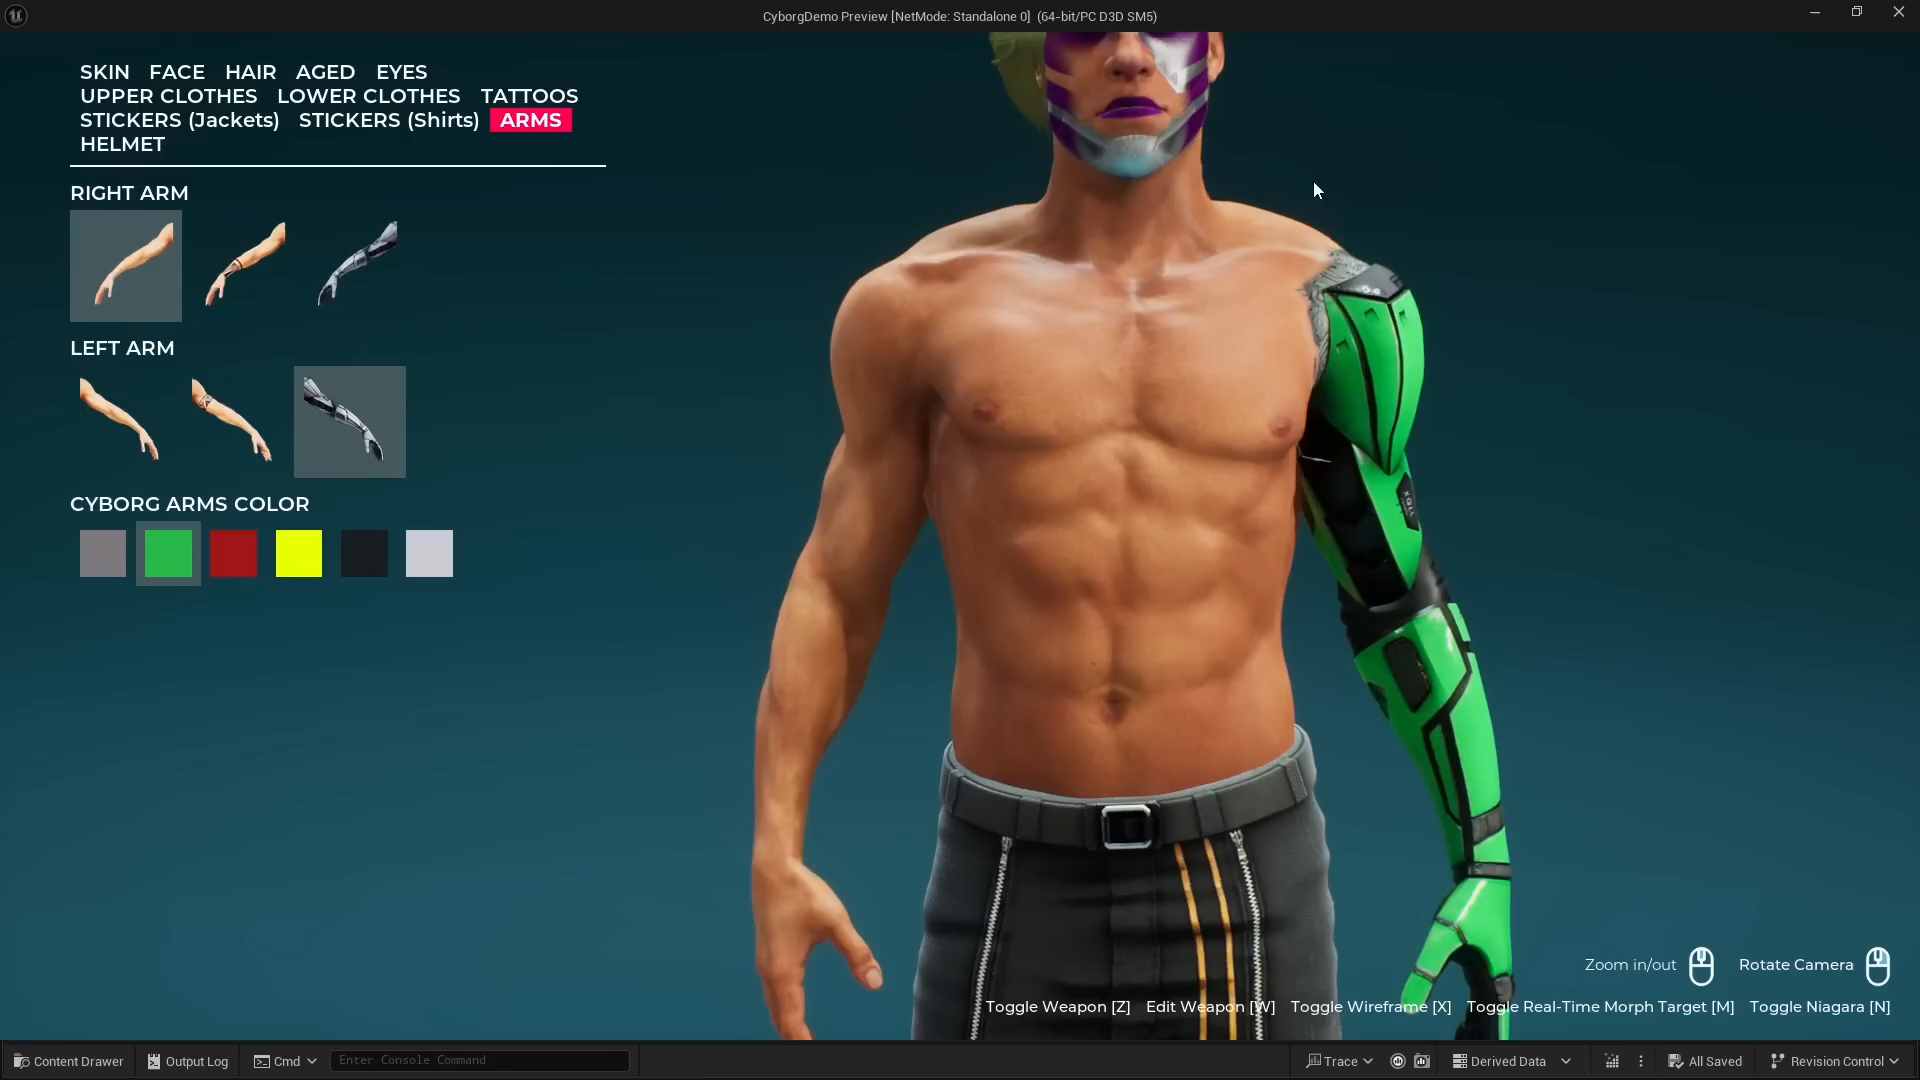 CyborgDemo Preview [NetMode: Standalone 0] (64-bit/PC D3D SM5)
SKIN FACE HAIR AGED EYES
UPPER CLOTHES LOWER CLOTHES TATTOOS
STICKERS (Jackets) STICKERS (Shirts) ARMS
HELMET
RIGHT ARM
LEFT ARM
CYBORG ARMS COLOR
Zoom in/out Rotate Camera
Toggle Weapon [Z] Edit Weapon [W] Toggle Wireframe [X] Toggle Real-Time Morph Target [M] Toggle Niagara [N]
Content Drawer Output Log Cmd Enter Console Command Trace Derived Data All Saved Revision Control